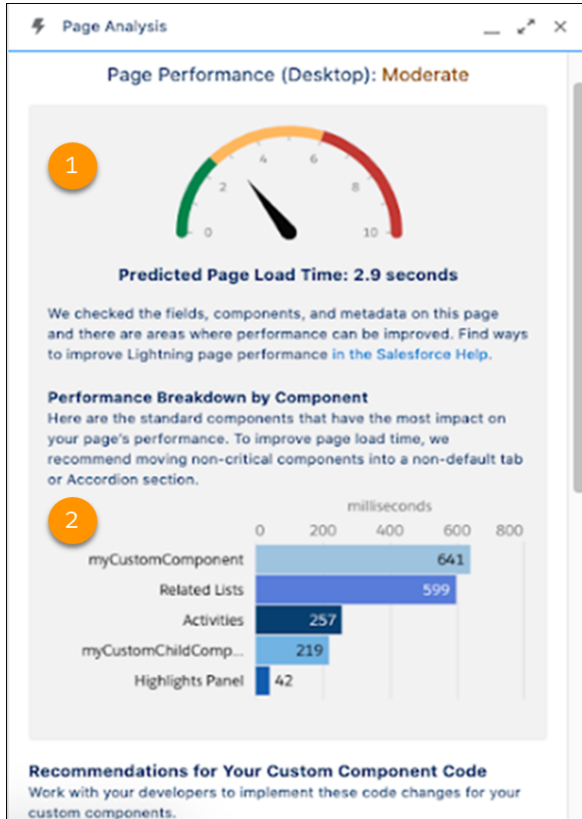 Page Analysis
Page Performance (Desktop): Moderate
1
0
2
4
6
8
10
Predicted Page Load Time: 2.9 seconds
We checked the fields, components, and metadata on this page
and there are areas where performance can be improved. Find ways
to improve Lightning page performance in the Salesforce Help.
Performance Breakdown by Component
Here are the standard components that have the most impact on
your page's performance. To improve page load time, we
recommend moving non-critical components into a non-default tab
or Accordion section.
2
milliseconds
0 200 400 600 800
myCustomComponent 641
Related Lists 599
Activities 257
myCustomChildComp... 219
Highlights Panel 42
Recommendations for Your Custom Component Code
Work with your developers to implement these code changes for your
custom components.